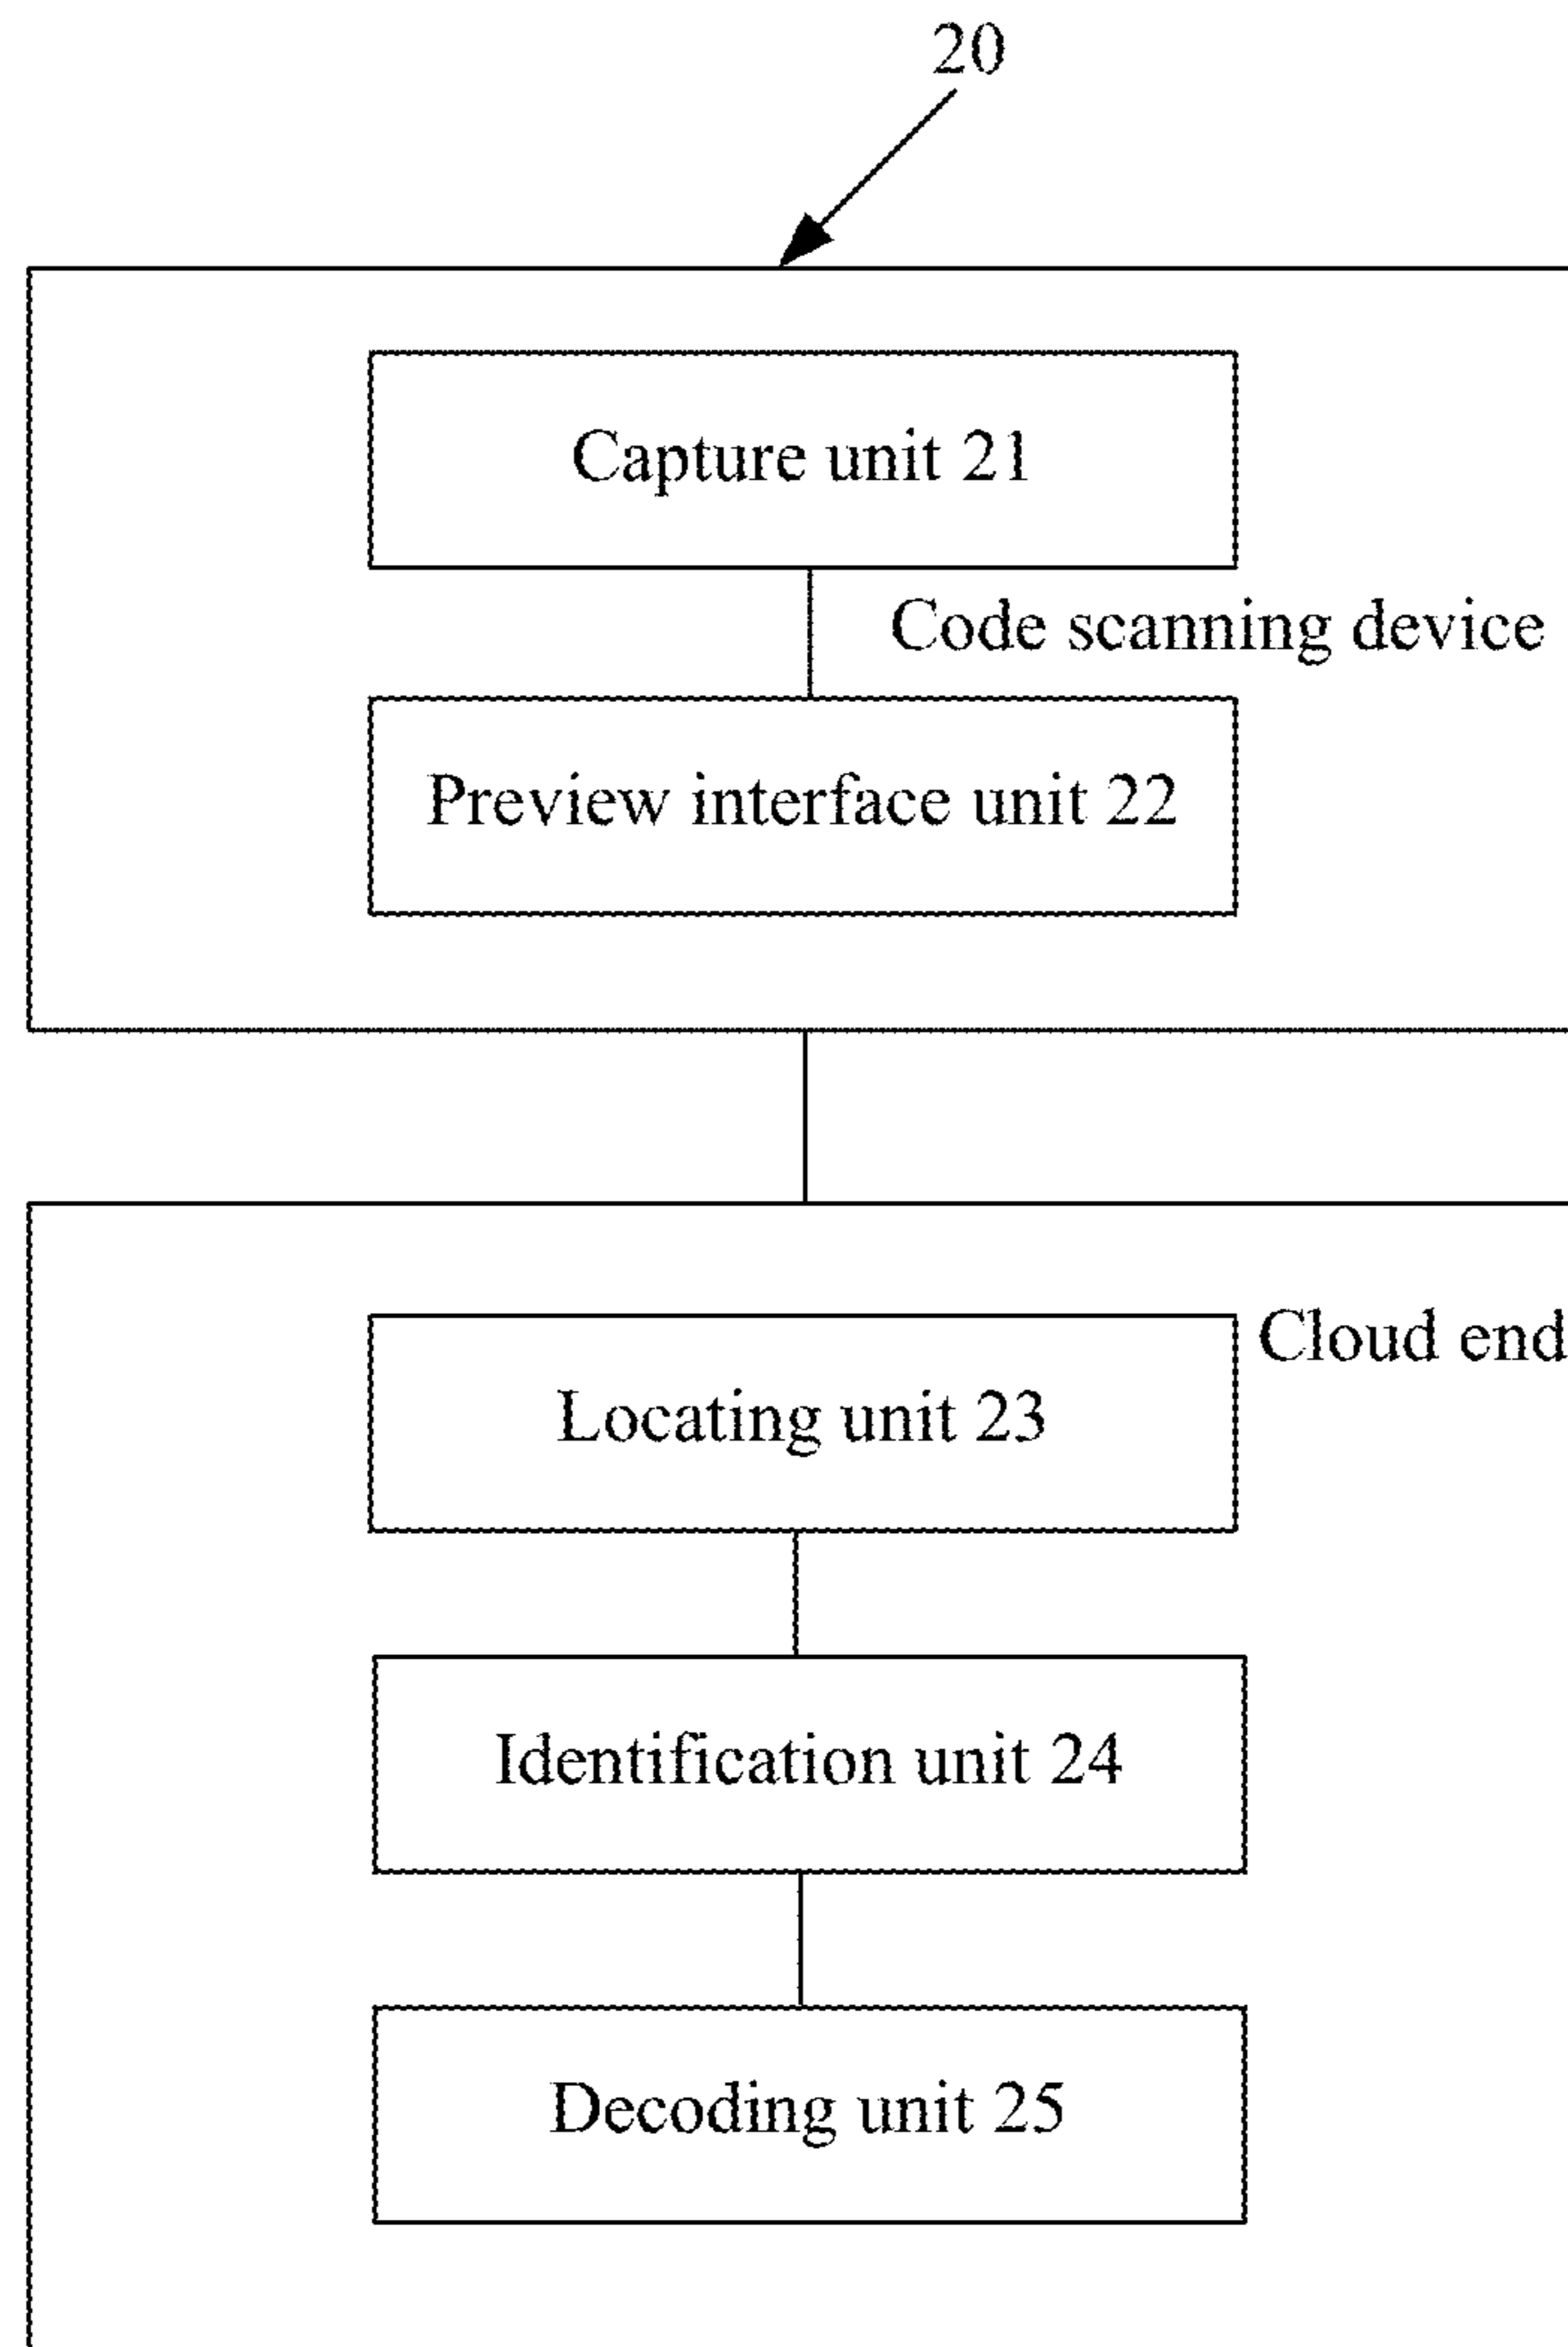 20
Capture unit 21
Code scanning device
Preview interface unit 22
Cloud end
Locating unit 23
Identification unit 24
Decoding unit 25